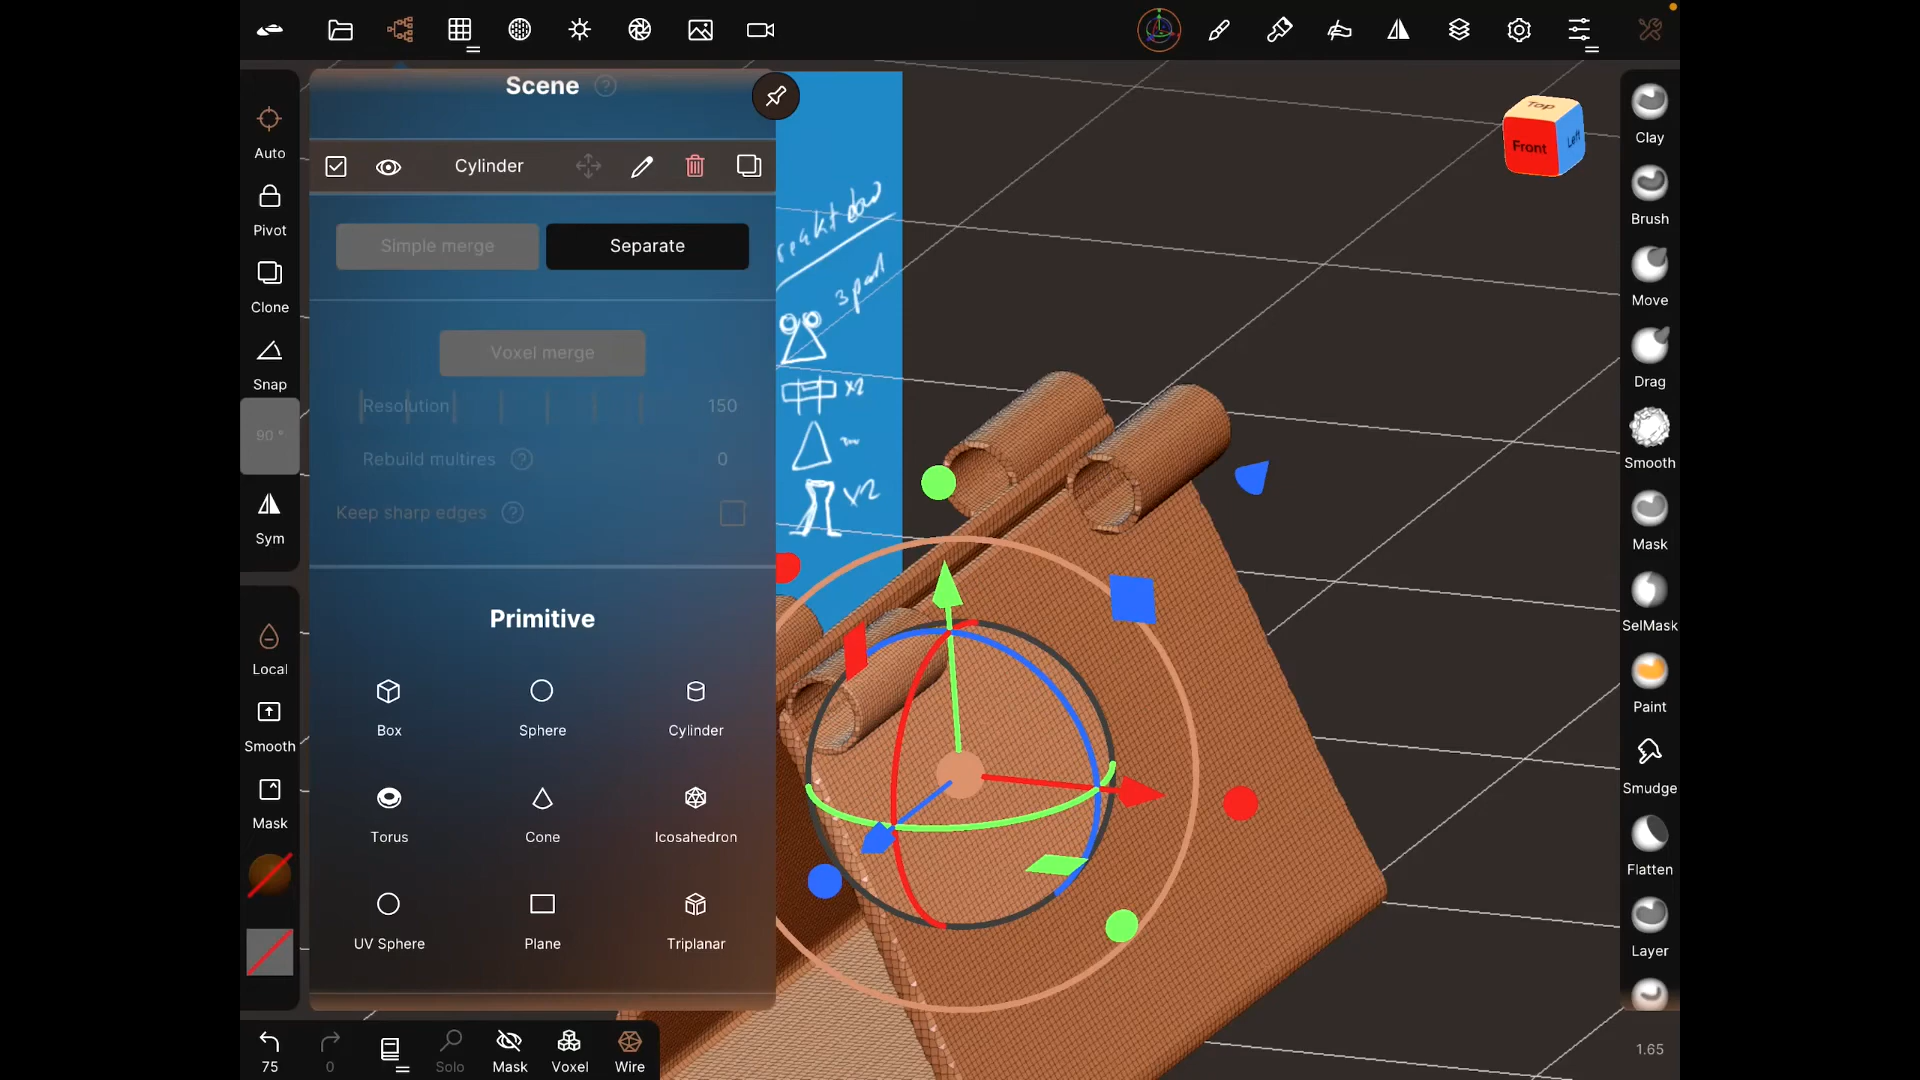 Scene
Cylinder
Simple merge
Separate
Voxel merge
Resolution 150
Rebuild multires 0
Keep sharp edges
Primitive
Box
Sphere
Cylinder
Torus
Cone
Icosahedron
UV Sphere
Plane
Triplanar
Auto
Pivot
Clone
Snap
90 °
Sym
Local
Smooth
Mask
75
0
Solo
Mask
Voxel
Wire
X2
X2
Top
Front
Left
Clay
Brush
Move
Drag
Smooth
Mask
SelMask
Paint
Smudge
Flatten
Layer
1.65